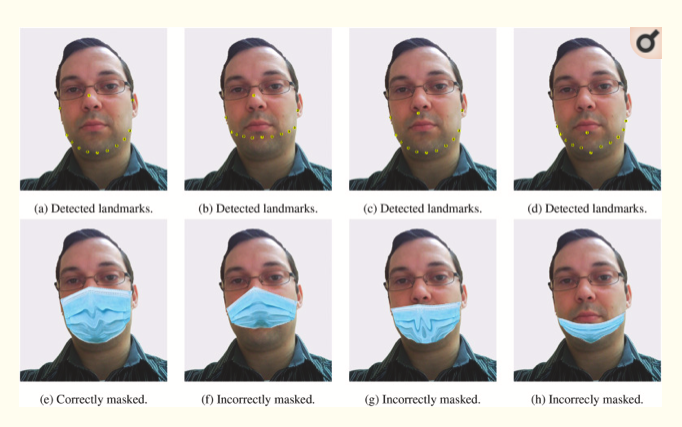 (a) Detected landmarks. (b) Detected landmarks. (c) Detected landmarks. (d) Detected landmarks.
(e) Correctly masked. (f) Incorrectly masked. (g) Incorrectly masked. (h) Incorrecly masked.